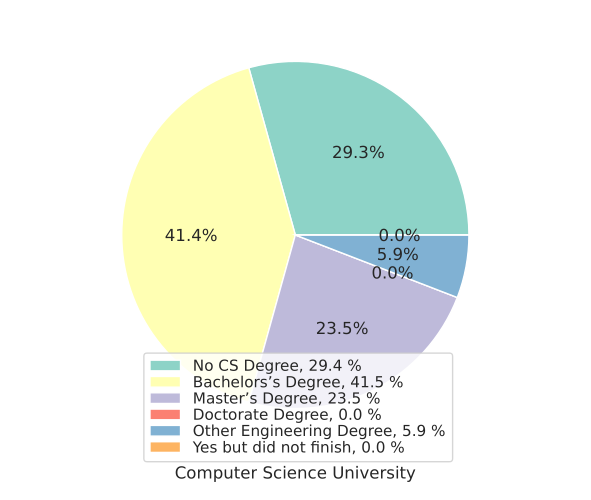 29.3%
41.4%
0.0%
5.9%
0.0%
23.5%
No CS Degree, 29.4 %
Bachelors’s Degree, 41.5 %
Master’s Degree, 23.5 %
Doctorate Degree, 0.0 %
Other Engineering Degree, 5.9 %
Yes but did not finish, 0.0 %
Computer Science University